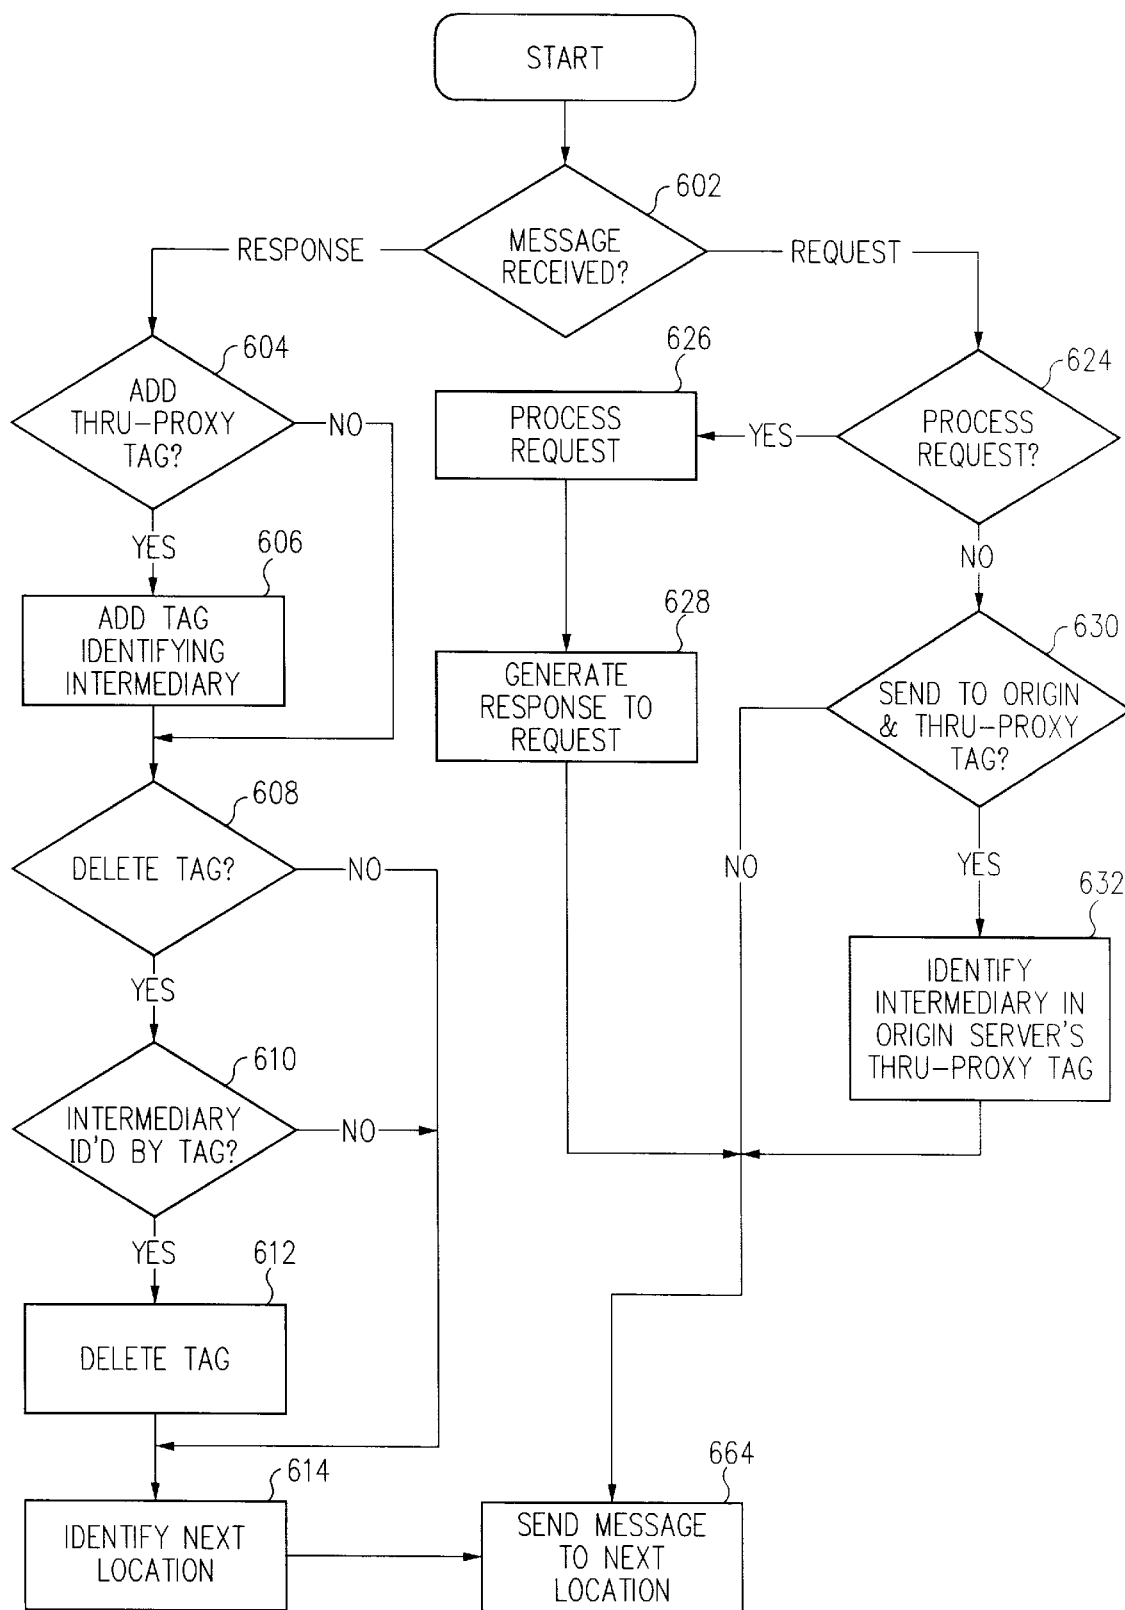 START
602
MESSAGE
RECEIVED?
RESPONSE
REQUEST
604
ADD
THRU-PROXY
TAG?
NO
YES
606
ADD TAG
IDENTIFYING
INTERMEDIARY
608
DELETE TAG?
NO
YES
610
INTERMEDIARY
ID'D BY TAG?
NO
YES
612
DELETE TAG
614
IDENTIFY NEXT
LOCATION
624
PROCESS
REQUEST?
YES
626
PROCESS
REQUEST
628
GENERATE
RESPONSE TO
REQUEST
NO
630
SEND TO ORIGIN
& THRU-PROXY
TAG?
NO
YES
632
IDENTIFY
INTERMEDIARY IN
ORIGIN SERVER'S
THRU-PROXY TAG
664
SEND MESSAGE
TO NEXT
LOCATION